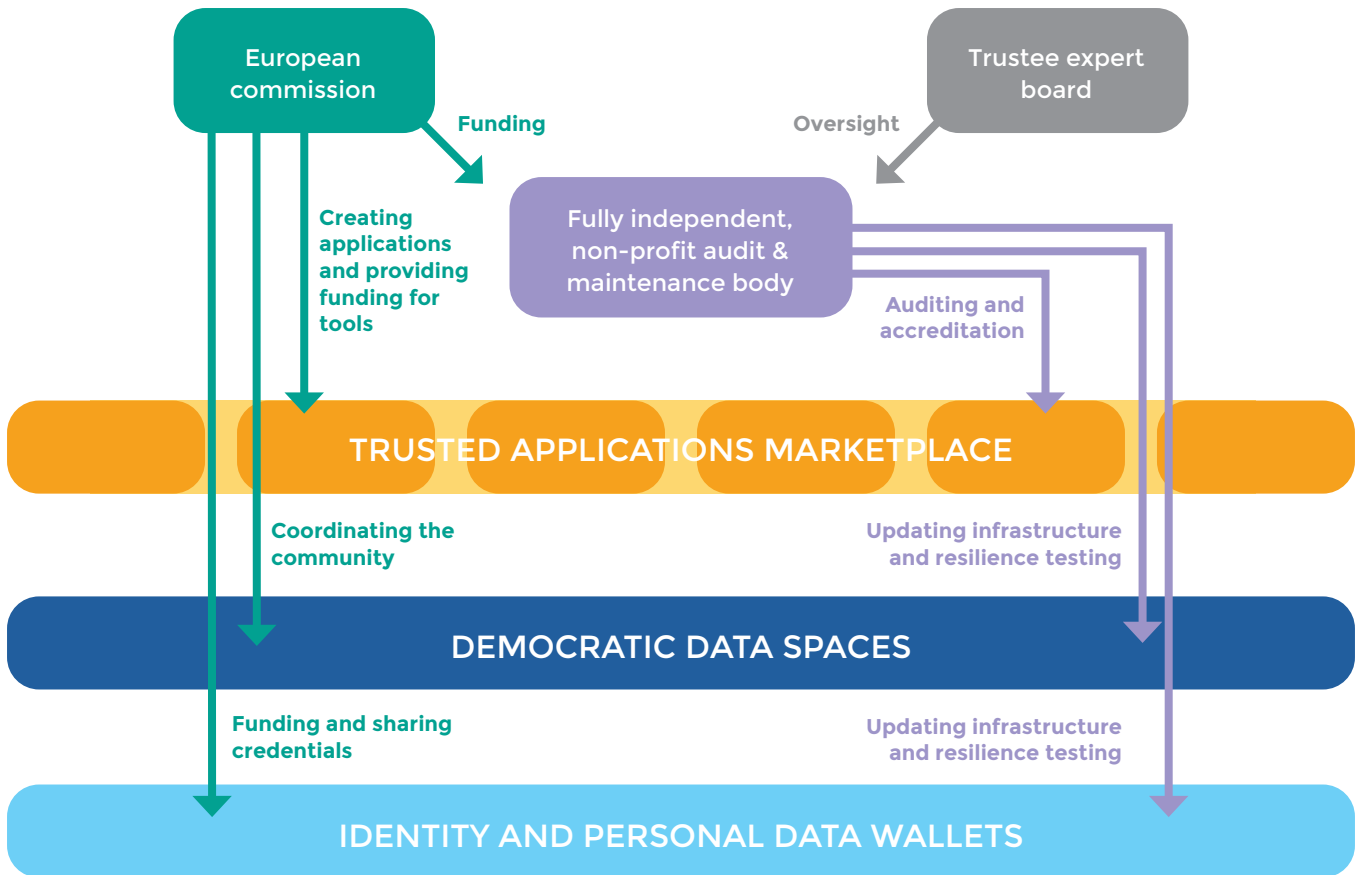 European
commission
Trustee expert
board
Funding
Oversight
Creating
applications
and providing
funding for
tools
Fully independent,
non-profit audit &
maintenance body
Auditing and
accreditation
TRUSTED APPLICATIONS MARKETPLACE
Coordinating the
community
Updating infrastructure
and resilience testing
DEMOCRATIC DATA SPACES
Funding and sharing
credentials
Updating infrastructure
and resilience testing
IDENTITY AND PERSONAL DATA WALLETS